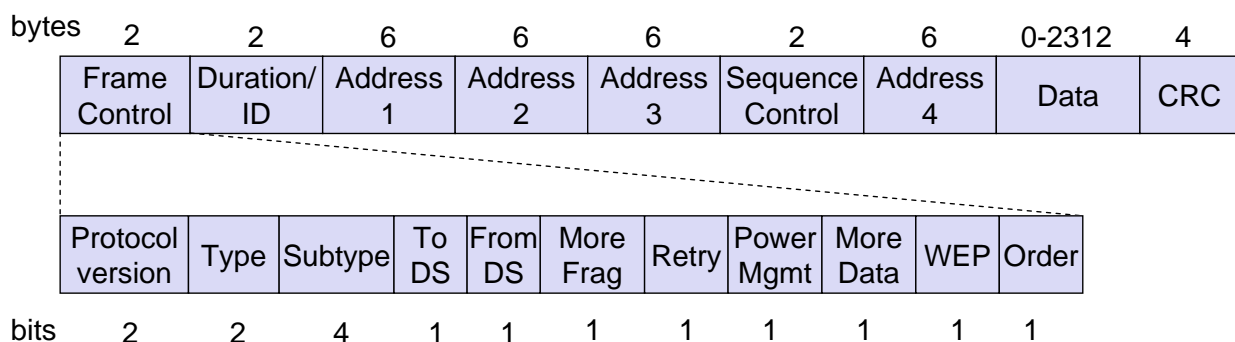 bytes 2 2 6 6 6 2 6 0-2312 4
Frame Control Duration/ ID Address 1 Address 2 Address 3 Sequence Control Address 4 Data CRC
Protocol version Type Subtype To DS From DS More Frag Retry Power Mgmt More Data WEP Order
bits 2 2 4 1 1 1 1 1 1 1 1